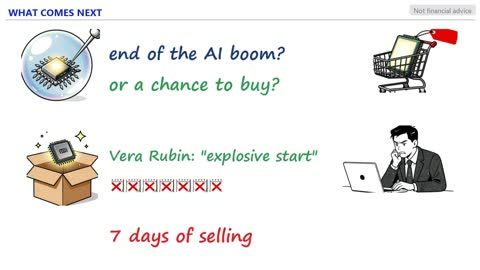 WHAT COMES NEXT
Not financial advice
end of the AI boom?
or a chance to buy?
Vera Rubin: "explosive start"
7 days of selling